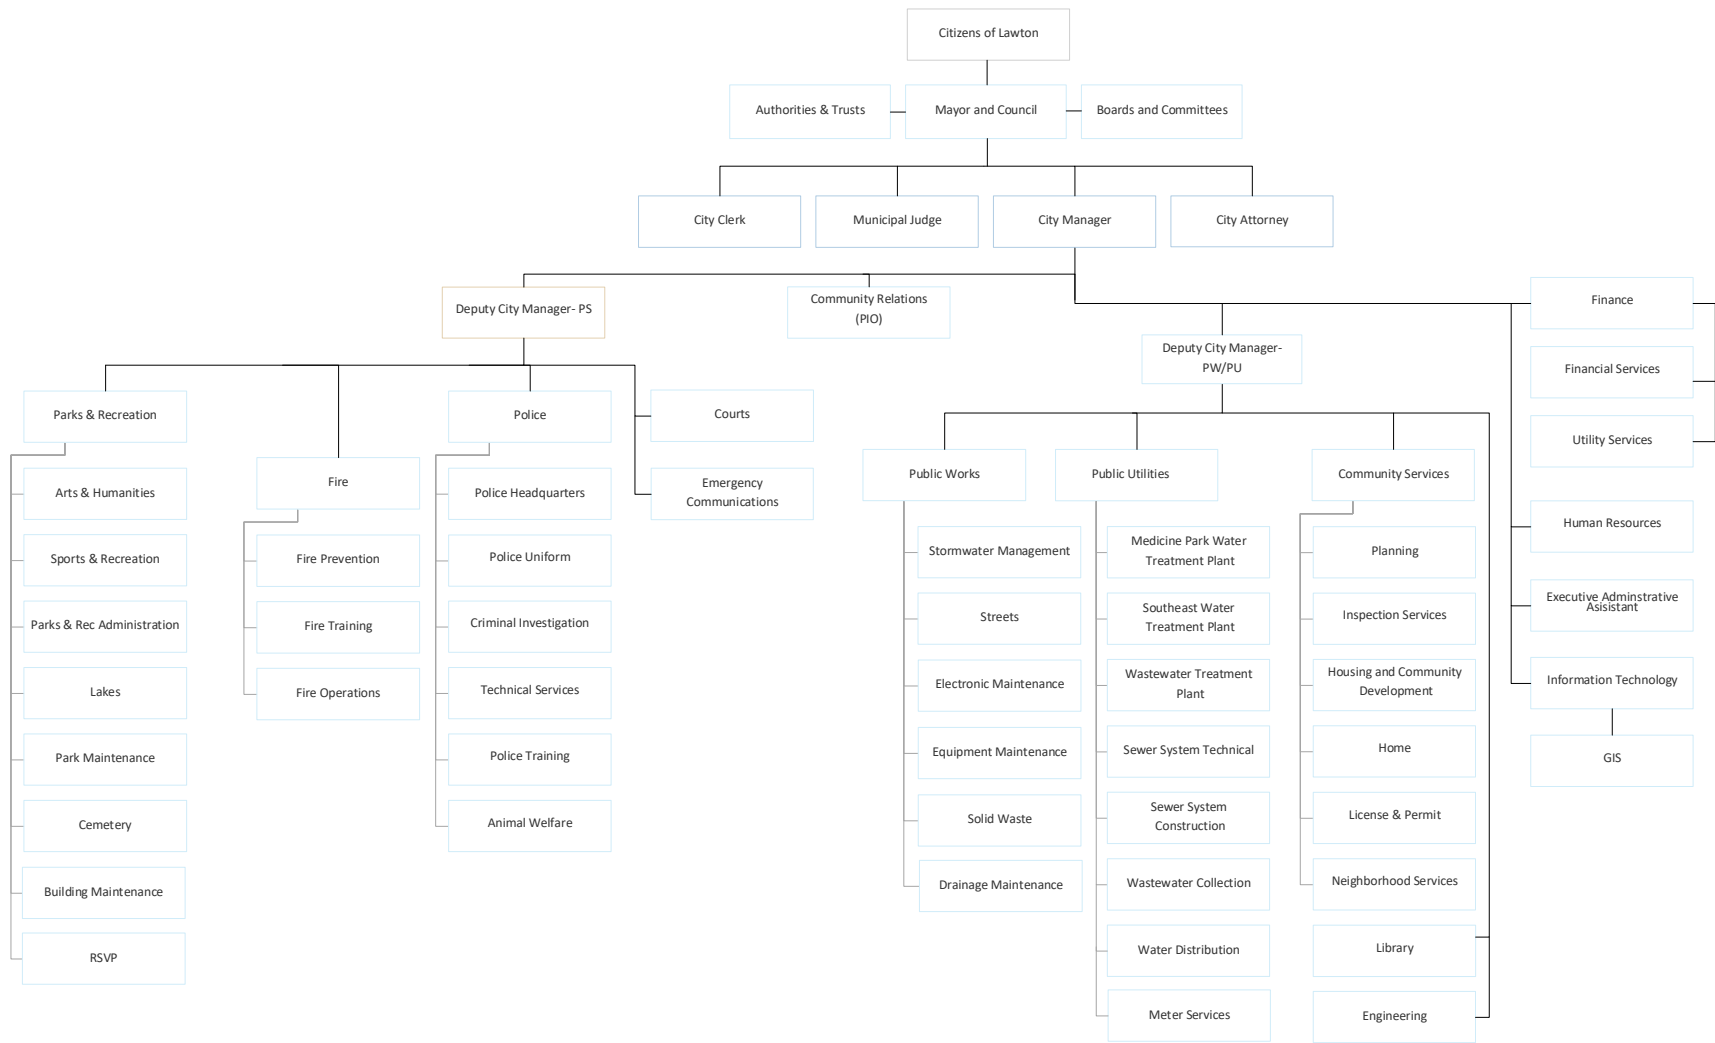 Citizens of Lawton
Authorities & Trusts
Mayor and Council
Boards and Committees
City Clerk
Municipal Judge
City Manager
City Attorney
Deputy City Manager- PS
Community Relations
(PIO)
Deputy City Manager-
PW/PU
Finance
Financial Services
Utility Services
Human Resources
Executive Adminstrative
Asisistant
Information Technology
GIS
Parks & Recreation
Arts & Humanities
Sports & Recreation
Parks & Rec Administration
Lakes
Park Maintenance
Cemetery
Building Maintenance
RSVP
Fire
Fire Prevention
Fire Training
Fire Operations
Police
Police Headquarters
Police Uniform
Criminal Investigation
Technical Services
Police Training
Animal Welfare
Courts
Emergency
Communications
Public Works
Stormwater Management
Streets
Electronic Maintenance
Equipment Maintenance
Solid Waste
Drainage Maintenance
Public Utilities
Medicine Park Water
Treatment Plant
Southeast Water
Treatment Plant
Wastewater Treatment
Plant
Sewer System Technical
Sewer System
Construction
Wastewater Collection
Water Distribution
Meter Services
Community Services
Planning
Inspection Services
Housing and Community
Development
Home
License & Permit
Neighborhood Services
Library
Engineering